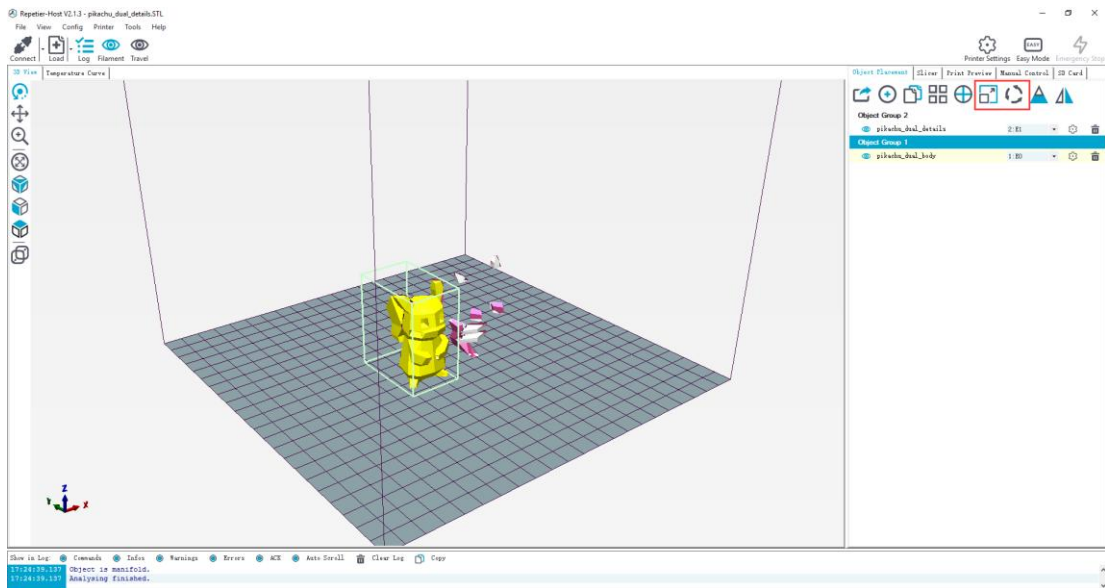 Repetier-Host V2.1.3 - pikachu_dual_details.STL
File View Config Printer Tools Help
Connect Load Log Filament Travel
Printer Settings Easy Mode Emergency Stop
EASY
3D View Temperature Curve
Object Placement Slicer Print Preview Manual Control SD Card
Object Group 2
pikachu_dual_details 2:E1
Object Group 1
pikachu_dual_body 1:E0
Z
Y
X
Show in Log: Commands Infos Warnings Errors ACK Auto Scroll Clear Log Copy
17:24:39.137 Object is manifold.
17:24:39.137 Analysing finished.